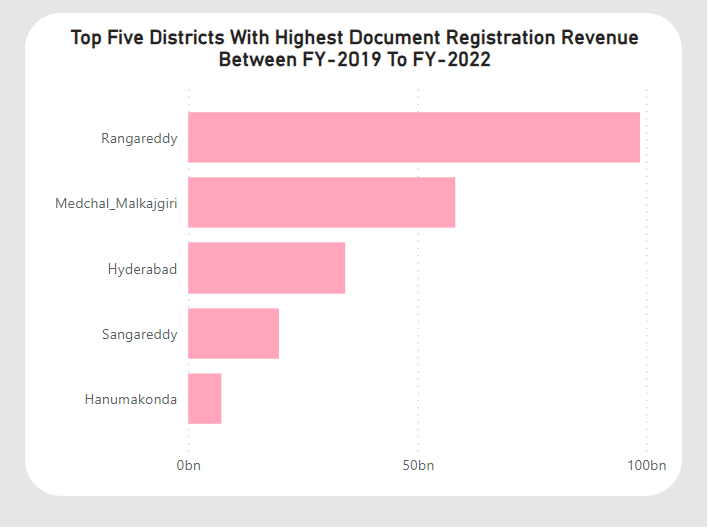 Top Five Districts With Highest Document Registration Revenue
Between FY-2019 To FY-2022
Rangareddy
Medchal_Malkajgiri
Hyderabad
Sangareddy
Hanumakonda
0bn 50bn 100bn